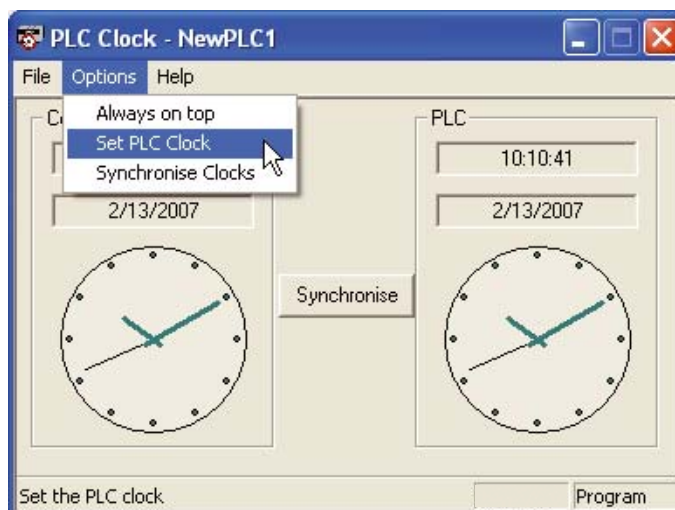 PLC Clock - NewPLC1
File Options Help
Always on top
Set PLC Clock
Synchronise Clocks
PLC
10:10:41
2/13/2007
2/13/2007
Synchronise
Set the PLC clock
Program